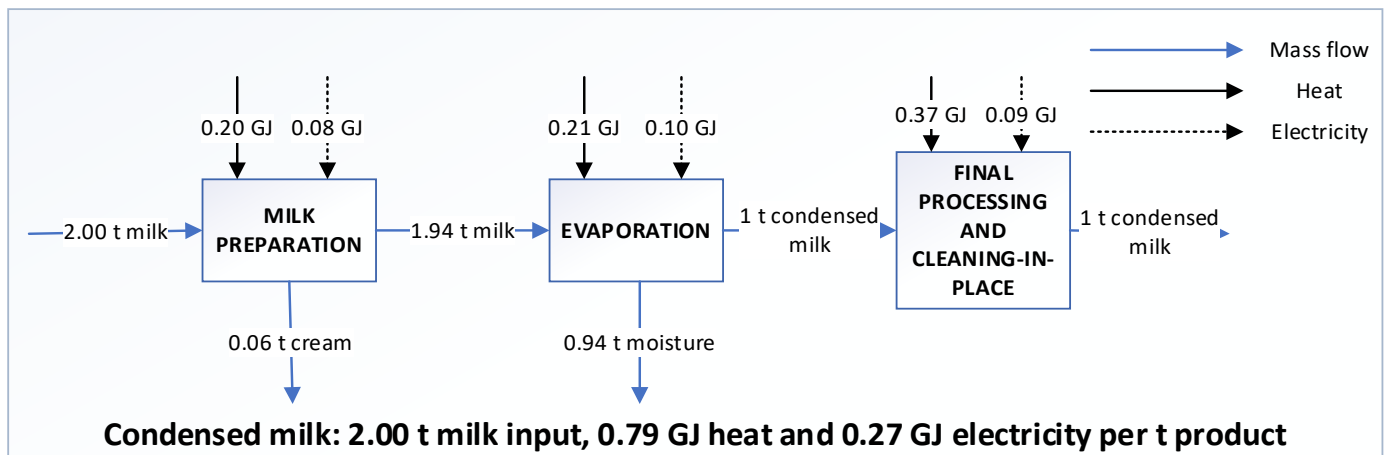 Mass flow
Heat
Electricity
0.20 GJ 0.08 GJ
0.21 GJ 0.10 GJ
0.37 GJ 0.09 GJ
2.00 t milk
MILK
PREPARATION
1.94 t milk
EVAPORATION
1 t condensed
milk
FINAL
PROCESSING
AND
CLEANING-IN-
PLACE
1 t condensed
milk
0.06 t cream
0.94 t moisture
Condensed milk: 2.00 t milk input, 0.79 GJ heat and 0.27 GJ electricity per t product